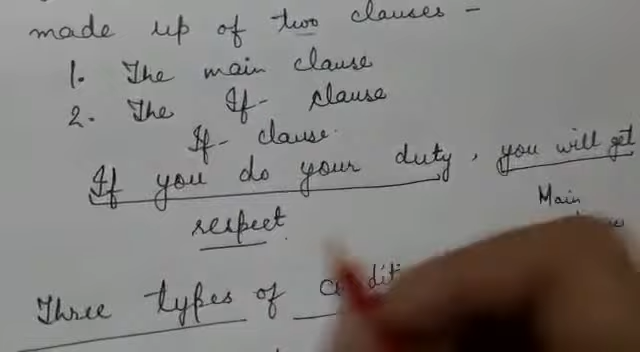 made up of two clauses -
1. The main clause
2. The If- clause
If- clause.
If you do your duty, you will get
Main
respect.
Three types of